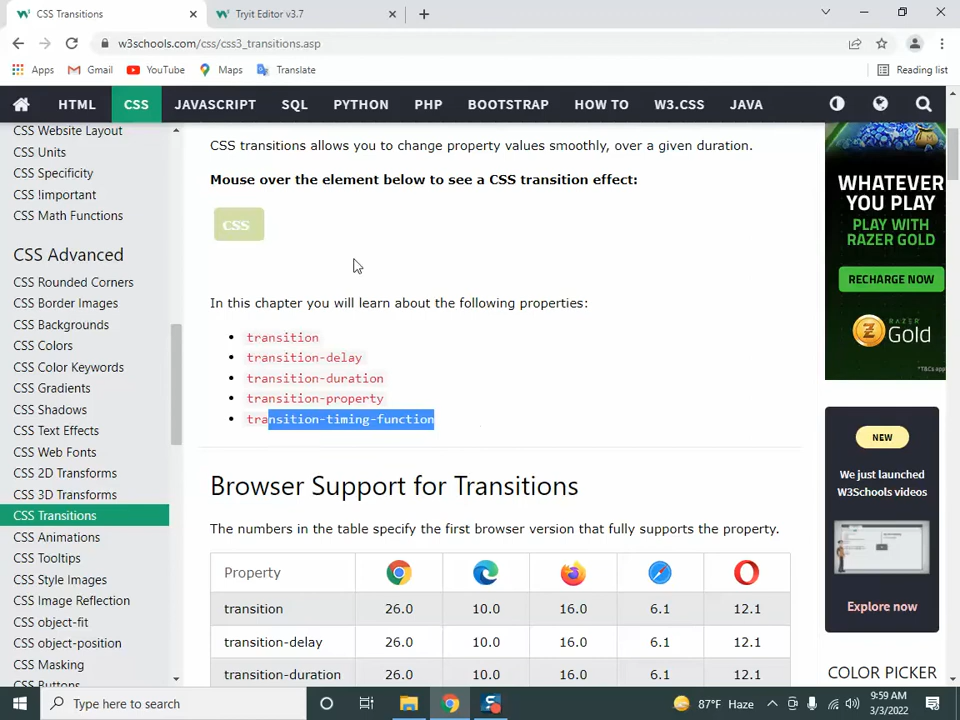 CSS Transitions
Tryit Editor v3.7
w3schools.com/css/css3_transitions.asp
Apps
Gmail
YouTube
Maps
Translate
Reading list
HTML
CSS
JAVASCRIPT
SQL
PYTHON
PHP
BOOTSTRAP
HOW TO
W3.CSS
JAVA
CSS Website Layout
CSS Units
CSS Specificity
CSS !important
CSS Math Functions
CSS Advanced
CSS Rounded Corners
CSS Border Images
CSS Backgrounds
CSS Colors
CSS Color Keywords
CSS Gradients
CSS Shadows
CSS Text Effects
CSS Web Fonts
CSS 2D Transforms
CSS 3D Transforms
CSS Transitions
CSS Animations
CSS Tooltips
CSS Style Images
CSS Image Reflection
CSS object-fit
CSS object-position
CSS Masking
CSS Buttons
CSS transitions allows you to change property values smoothly, over a given duration.
Mouse over the element below to see a CSS transition effect:
CSS
In this chapter you will learn about the following properties:
transition
transition-delay
transition-duration
transition-property
transition-timing-function
Browser Support for Transitions
The numbers in the table specify the first browser version that fully supports the property.
Property
transition 26.0 10.0 16.0 6.1 12.1
transition-delay 26.0 10.0 16.0 6.1 12.1
transition-duration 26.0 10.0 16.0 6.1 12.1
WHATEVER
YOU PLAY
PLAY WITH
RAZER GOLD
RECHARGE NOW
RAZER
Gold
NEW
We just launched
W3Schools videos
Explore now
COLOR PICKER
Type here to search
87°F Haze
9:59 AM
3/3/2022